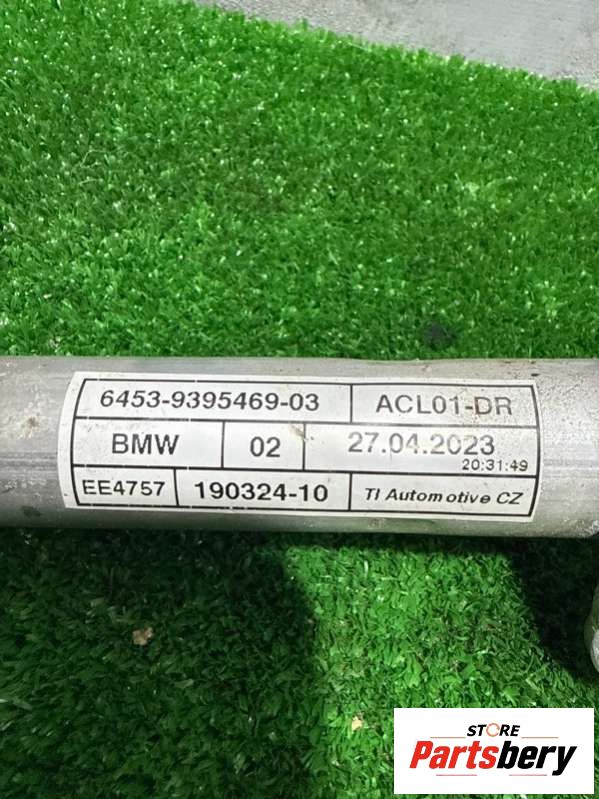 6453-9395469-03 ACL01-DR
BMW 02 27.04.2023
20:31:49
EE4757 190324-10 TI Automotive CZ
STORE
Partsbery